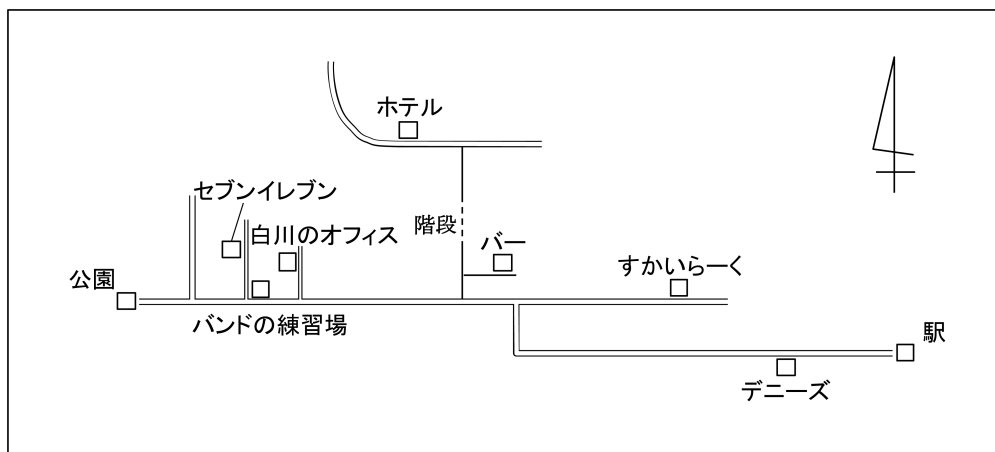 ホテル
セブンイレブン
白川のオフィス
階段
バー
すかいらーく
公園
バンドの練習場
駅
デニーズ